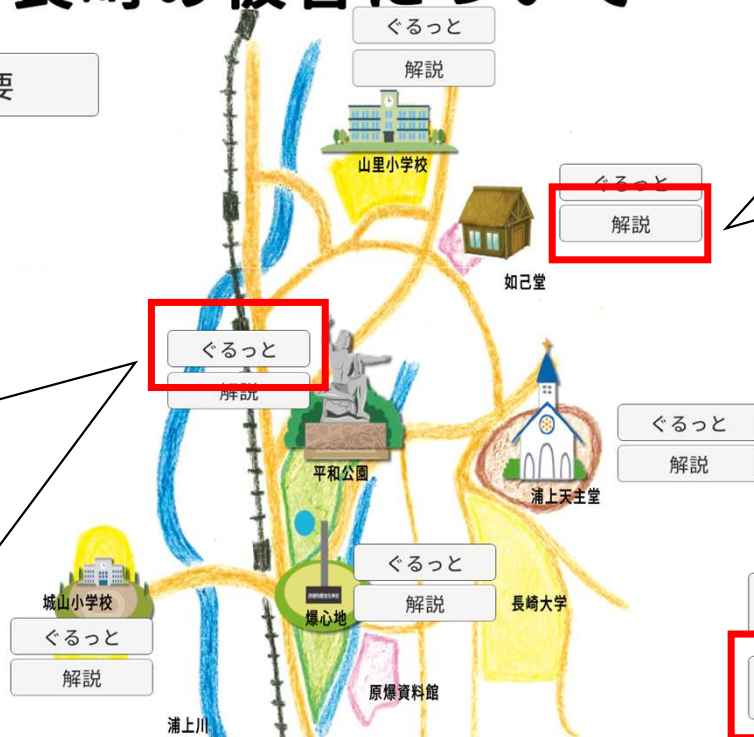 長崎の被害について
要
ぐるっと
解説
山里小学校
ぐるっと
解説
如己堂
ぐるっと
解説
平和公園
ぐるっと
解説
浦上天主堂
城山小学校
ぐるっと
解説
ぐるっと
解説
爆心地
長崎大学
原爆資料館
浦上川